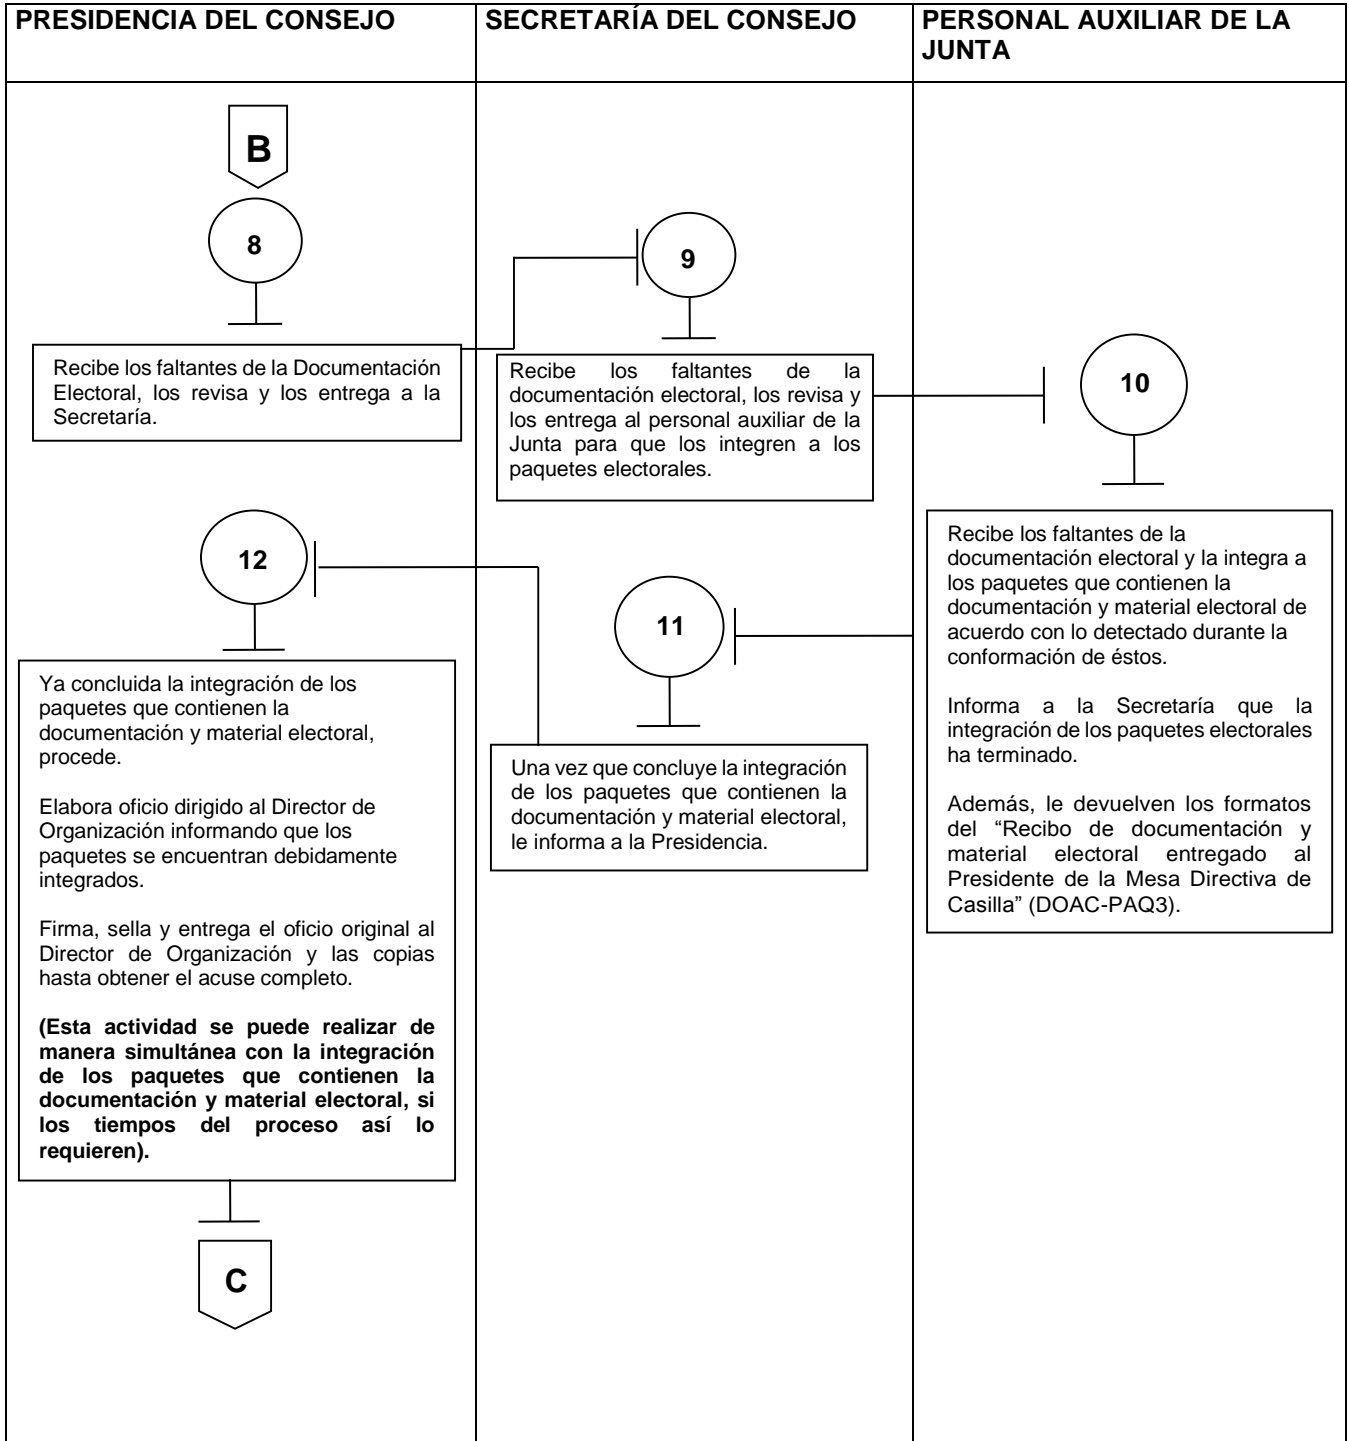 PRESIDENCIA DEL CONSEJO
SECRETARÍA DEL CONSEJO
PERSONAL AUXILIAR DE LA
JUNTA
B
8
Recibe los faltantes de la Documentación
Electoral, los revisa y los entrega a la
Secretaría.
9
Recibe los faltantes de la
documentación electoral, los revisa y
los entrega al personal auxiliar de la
Junta para que los integren a los
paquetes electorales.
10
Recibe los faltantes de la
documentación electoral y la integra a
los paquetes que contienen la
documentación y material electoral de
acuerdo con lo detectado durante la
conformación de éstos.
Informa a la Secretaría que la
integración de los paquetes electorales
ha terminado.
Además, le devuelven los formatos
del “Recibo de documentación y
material electoral entregado al
Presidente de la Mesa Directiva de
Casilla” (DOAC-PAQ3).
11
Una vez que concluye la integración
de los paquetes que contienen la
documentación y material electoral,
le informa a la Presidencia.
12
Ya concluida la integración de los
paquetes que contienen la
documentación y material electoral,
procede.
Elabora oficio dirigido al Director de
Organización informando que los
paquetes se encuentran debidamente
integrados.
Firma, sella y entrega el oficio original al
Director de Organización y las copias
hasta obtener el acuse completo.
(Esta actividad se puede realizar de
manera simultánea con la integración
de los paquetes que contienen la
documentación y material electoral, si
los tiempos del proceso así lo
requieren).
C